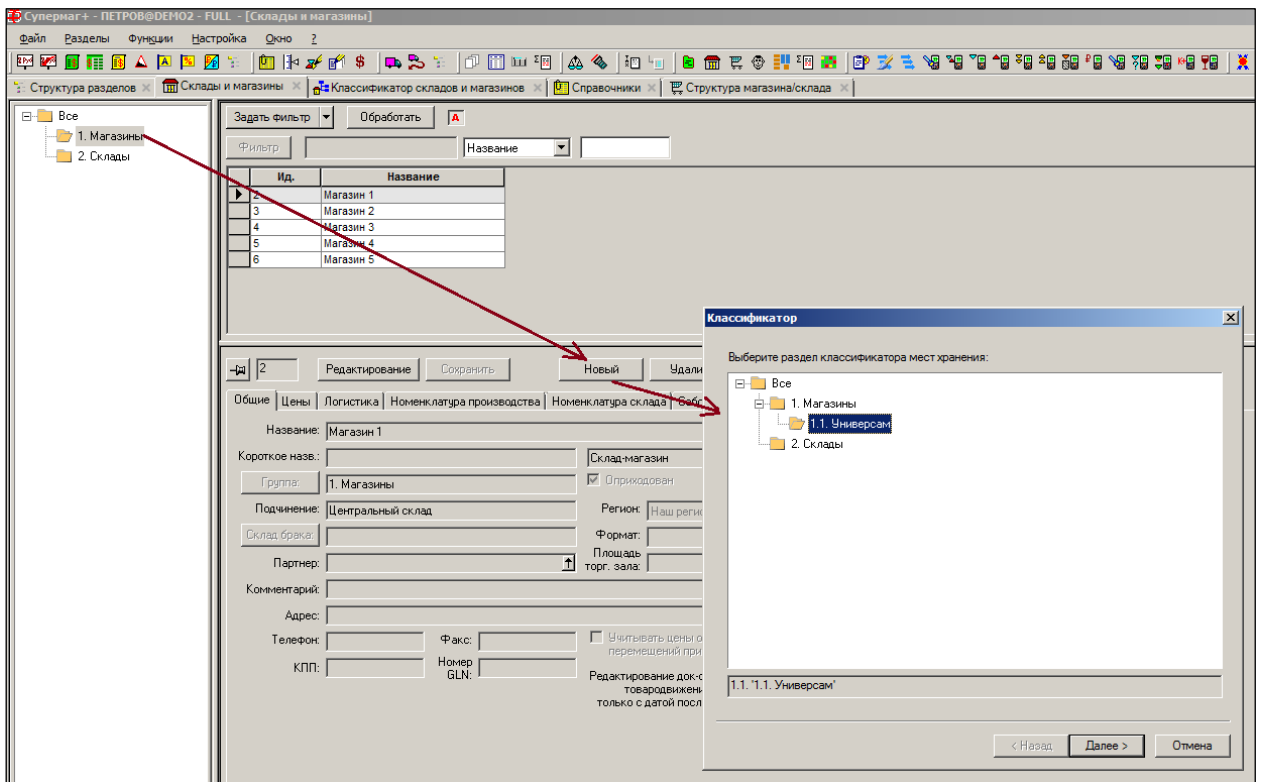 Супермаг+ - ПЕТРОВ@DEMO2 - FULL - [Склады и магазины]
Файл Разделы Функции Настройка Окно ?
Структура разделов Склады и магазины Классификатор складов и магазинов Справочники Структура магазина/склада
Все
1. Магазины
2. Склады
Задать фильтр Обработать A
Фильтр Название
Ид. Название
2 Магазин 1
3 Магазин 2
4 Магазин 3
5 Магазин 4
6 Магазин 5
2 Редактирование Сохранить Новый Удали
Общие Цены Логистика Номенклатура производства Номенклатура склада
Название: Магазин 1
Короткое назв.: Склад-магазин
Группа: 1. Магазины Оприходован
Подчинение: Центральный склад Регион: Наш реги
Склад брака: Формат:
Партнер: Площадь торг. зала:
Комментарий:
Адрес:
Телефон: Факс: Учитывать цены о
перемещений при
КПП: Номер GLN:
Редактирование док-
товародвижени
только с датой посл
Классификатор
Выберите раздел классификатора мест хранения:
Все
1. Магазины
1.1. Универсам
2. Склады
1.1. '1.1. Универсам'
< Назад Далее > Отмена